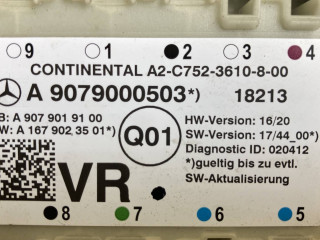 9 1 2 3 4
CONTINENTAL A2-C752-3610-8-00
A 9079000503*) 18213
B: A 907 901 91 00
W: A 167 902 35 01*)
Q01
HW-Version: 16/20
SW-Version: 17/44_00*)
Diagnostic ID: 020412
*)gueltig bis zu evtl.
SW-Aktualisierung
VR
8 7 6 5